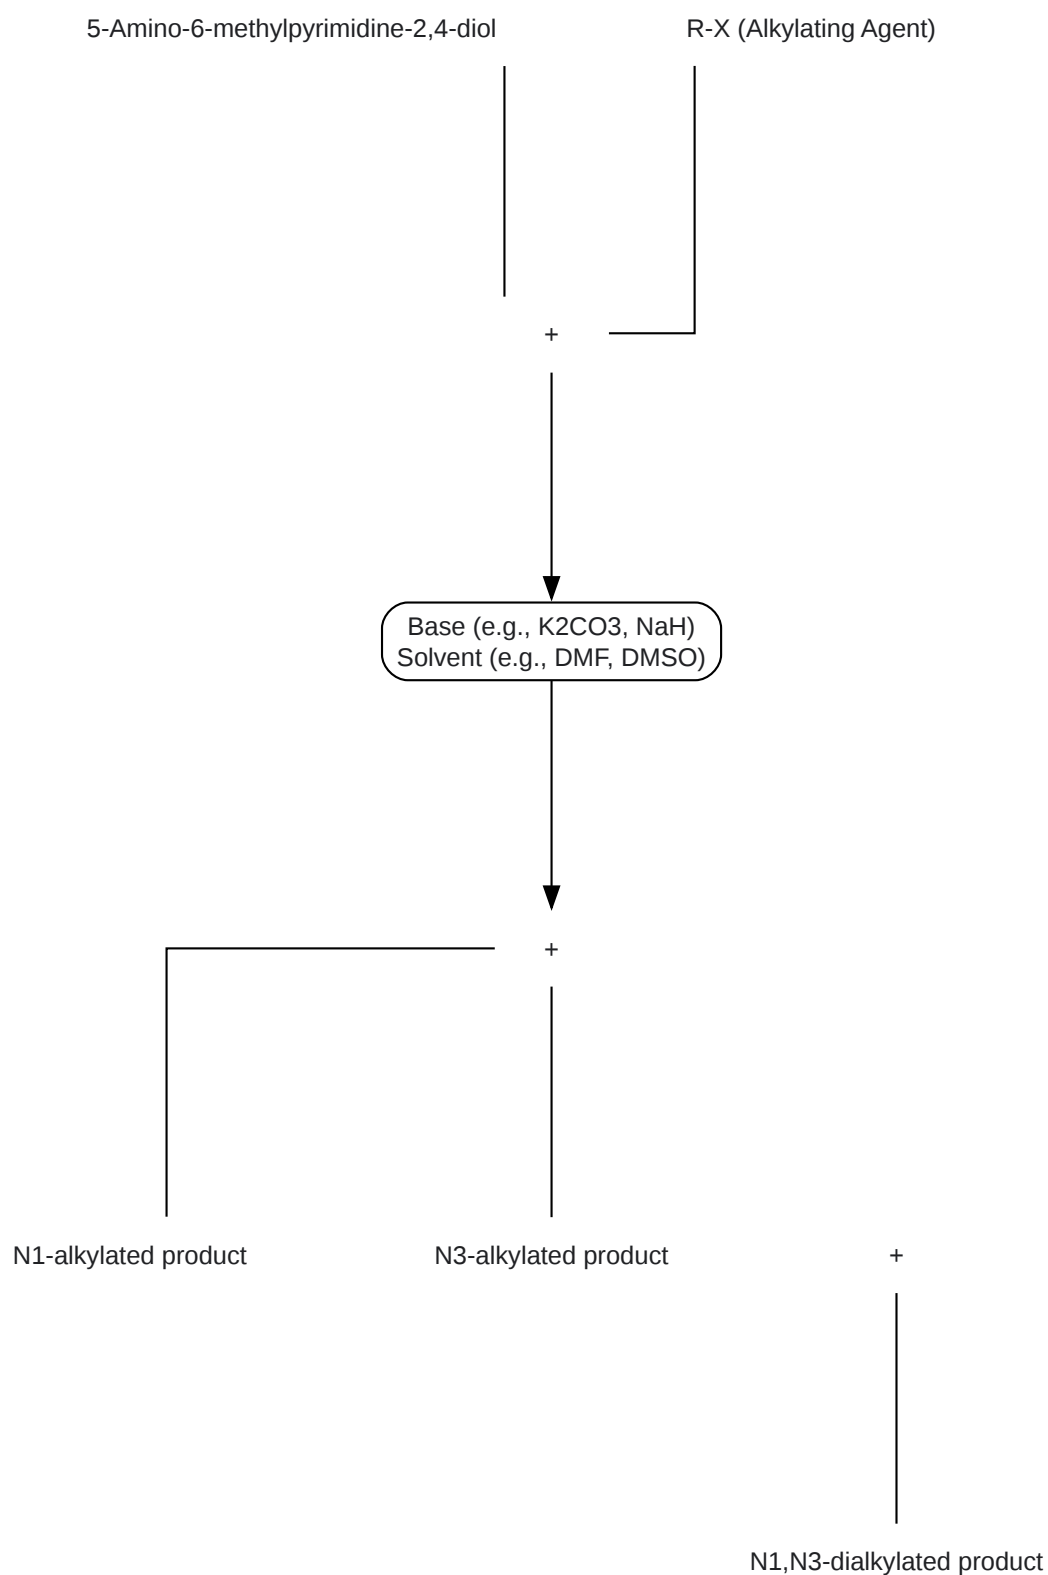 5-Amino-6-methylpyrimidine-2,4-diol
R-X (Alkylating Agent)
+
Base (e.g., K2CO3, NaH)
Solvent (e.g., DMF, DMSO)
+
N1-alkylated product
N3-alkylated product
+
N1,N3-dialkylated product